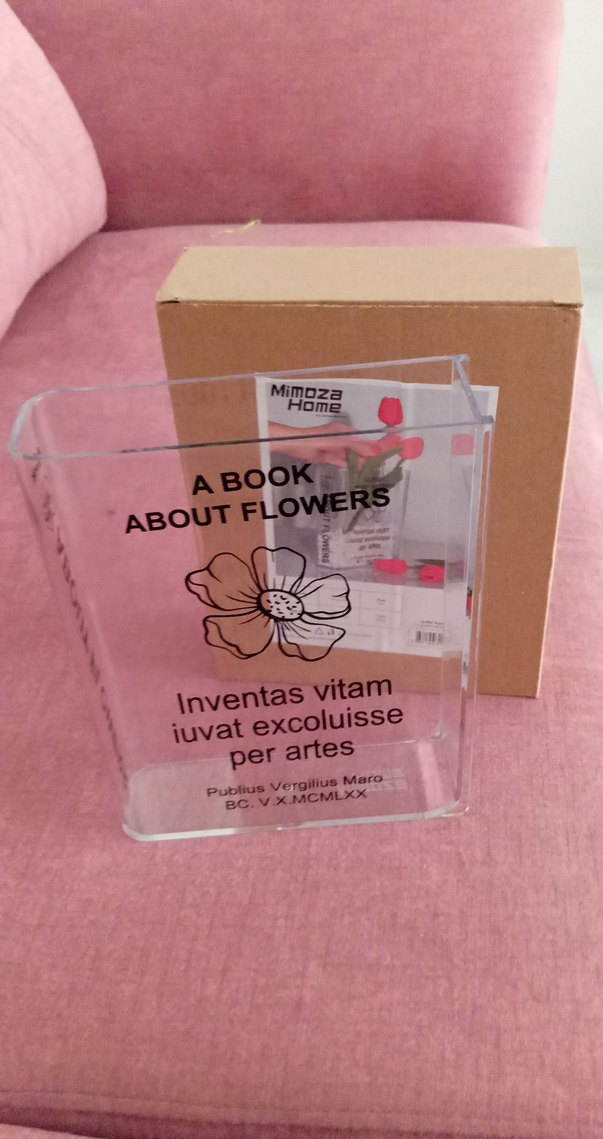 MiMOZA
Home
A BOOK
ABOUT FLOWERS
Inventas vitam
iuvat excoluisse
per artes
Publius Vergilius Maro
BC. V.X.MCMLXX